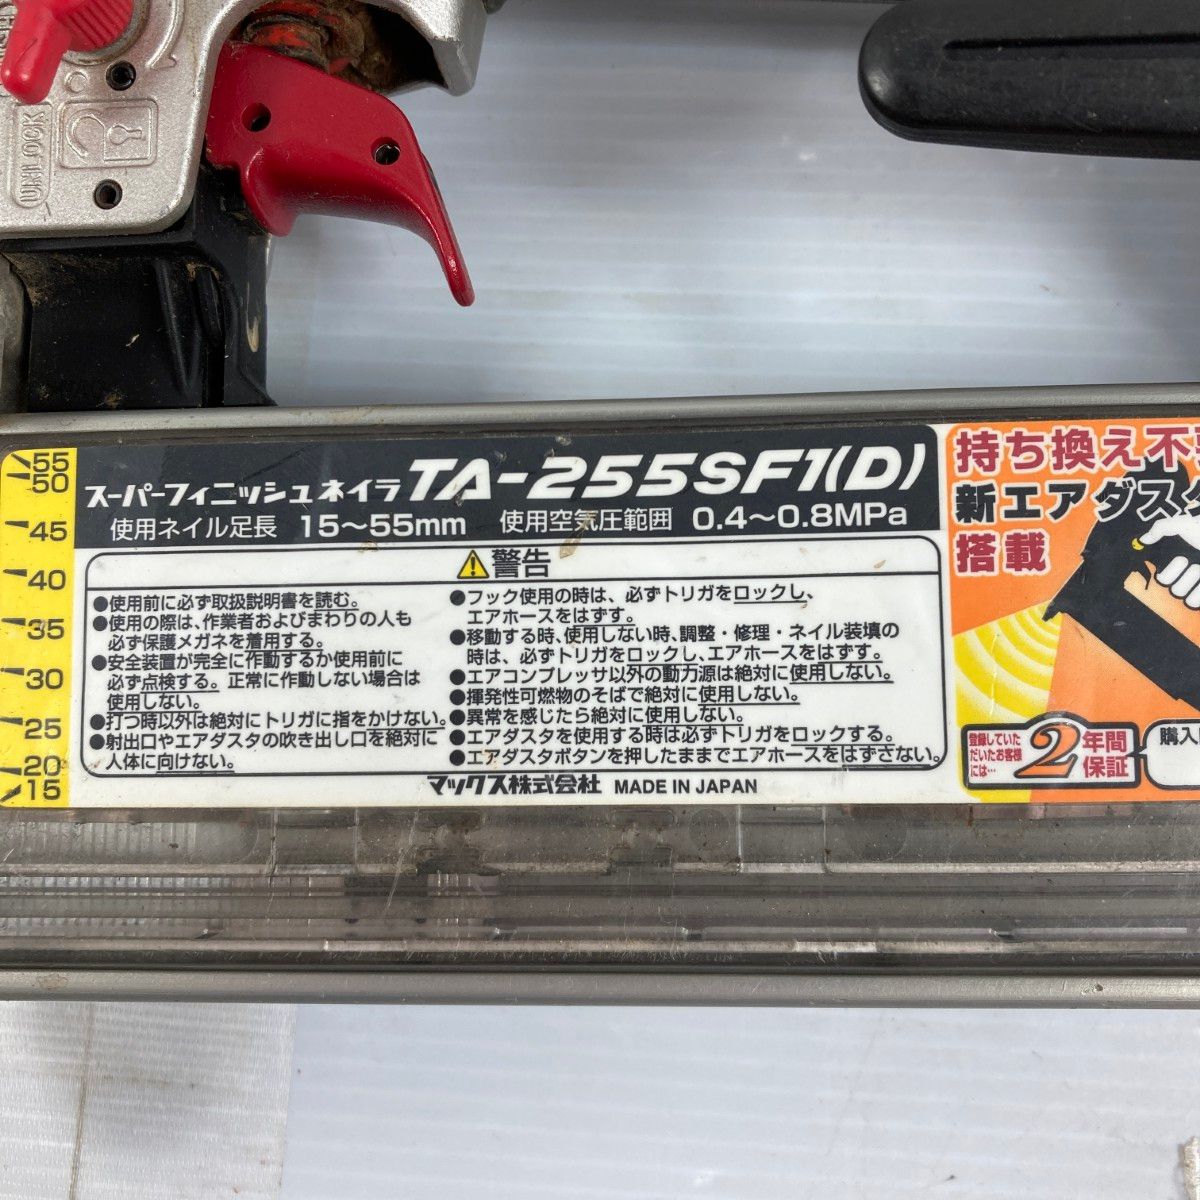 UNLOCK
55
50
45
40
35
30
25
20
15
スーパーフィニッシュネイラ TA-255SF1(D)
使用ネイル足長 15～55mm 使用空気圧範囲 0.4～0.8MPa
警告
●使用前に必ず取扱説明書を読む。
●使用の際は、作業者およびまわりの人も
必ず保護メガネを着用する。
●安全装置が完全に作動するか使用前に
必ず点検する。正常に作動しない場合は
使用しない。
●打つ時以外は絶対にトリガに指をかけない。
●射出口やエアダスタの吹き出し口を絶対に
人体に向けない。
●フック使用の時は、必ずトリガをロックし、
エアホースをはずす。
●移動する時、使用しない時、調整・修理・ネイル装填の
時は、必ずトリガをロックし、エアホースをはずす。
●エアコンプレッサ以外の動力源は絶対に使用しない。
●揮発性可燃物のそばで絶対に使用しない。
●異常を感じたら絶対に使用しない。
●エアダスタを使用する時は必ずトリガをロックする。
●エアダスタボタンを押したままでエアホースをはずさない。
マックス株式会社 MADE IN JAPAN
持ち換え不
新エアダスタ
搭載
登録していた
だいたお客様
には…
2年間
保証
購入